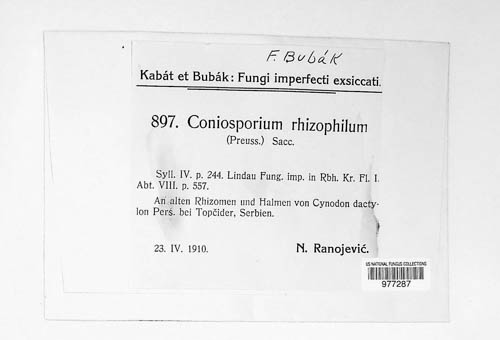 F. Bubák
Kabát et Bubák: Fungi imperfecti exsiccati.
897. Coniosporium rhizophilum
(Preuss.) Sacc.
Syll. IV. p. 244. Lindau Fung. imp. in Rbh. Kr. Fl. I.
Abt. VIII. p. 557.
An alten Rhizomen und Halmen von Cynodon dacty-
lon Pers. bei Topčider, Serbien.
23. IV. 1910.
N. Ranojević.
US NATIONAL FUNGUS COLLECTIONS
977287